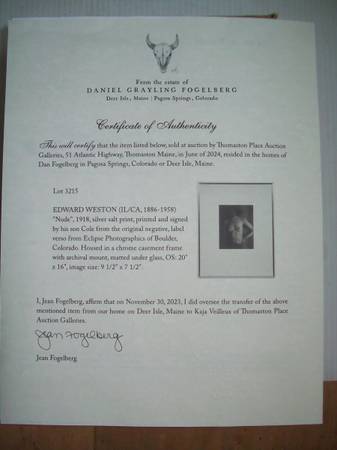 From the estate of
DANIEL GRAYLING FOGELBERG
Deer Isle, Maine | Pagosa Springs, Colorado
Certificate of Authenticity
This will certify that the item listed below, sold at auction by Thomaston Place Auction
Galleries, 51 Atlantic Highway, Thomaston Maine, in June of 2024, resided in the homes of
Dan Fogelberg in Pagosa Springs, Colorado or Deer Isle, Maine.
Lot 3215
EDWARD WESTON (IL/CA, 1886-1958)
"Nude", 1918, silver salt print, printed and signed
by his son Cole from the original negative, label
verso from Eclipse Photographics of Boulder,
Colorado. Housed in a chrome casement frame
with archival mount, matted under glass, OS: 20"
x 16", image size: 9 1/2" x 7 1/2".
I, Jean Fogelberg, affirm that on November 30, 2023, I did oversee the transfer of the above
mentioned item from our home on Deer Isle, Maine to Kaja Veilleux of Thomaston Place
Auction Galleries.
Jean Fogelberg
Jean Fogelberg